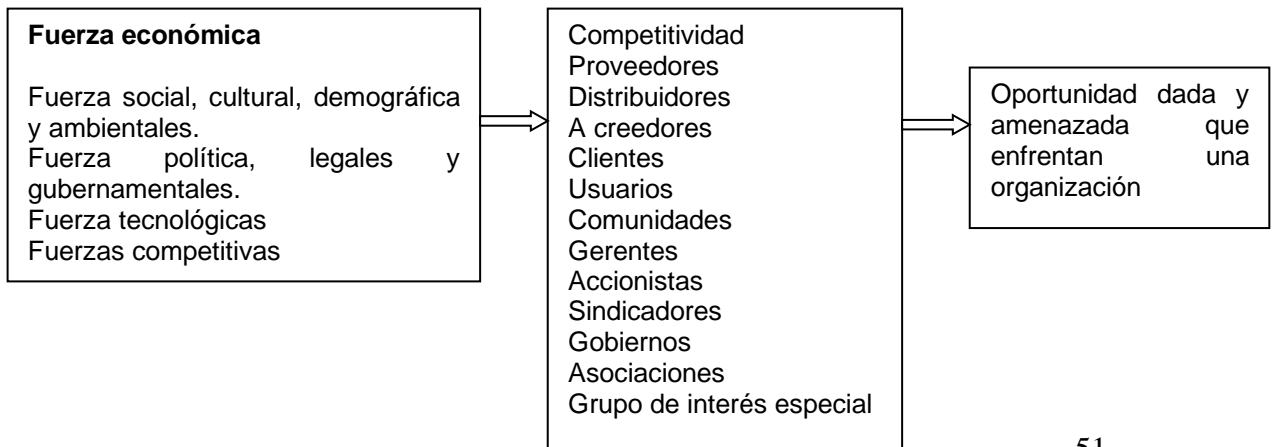 Fuerza económica
Fuerza social, cultural, demográfica
y ambientales.
Fuerza política, legales y
gubernamentales.
Fuerza tecnológicas
Fuerzas competitivas
Competitividad
Proveedores
Distribuidores
A creedores
Clientes
Usuarios
Comunidades
Gerentes
Accionistas
Sindicadores
Gobiernos
Asociaciones
Grupo de interés especial
Oportunidad dada y
amenazada que
enfrentan una
organización
51